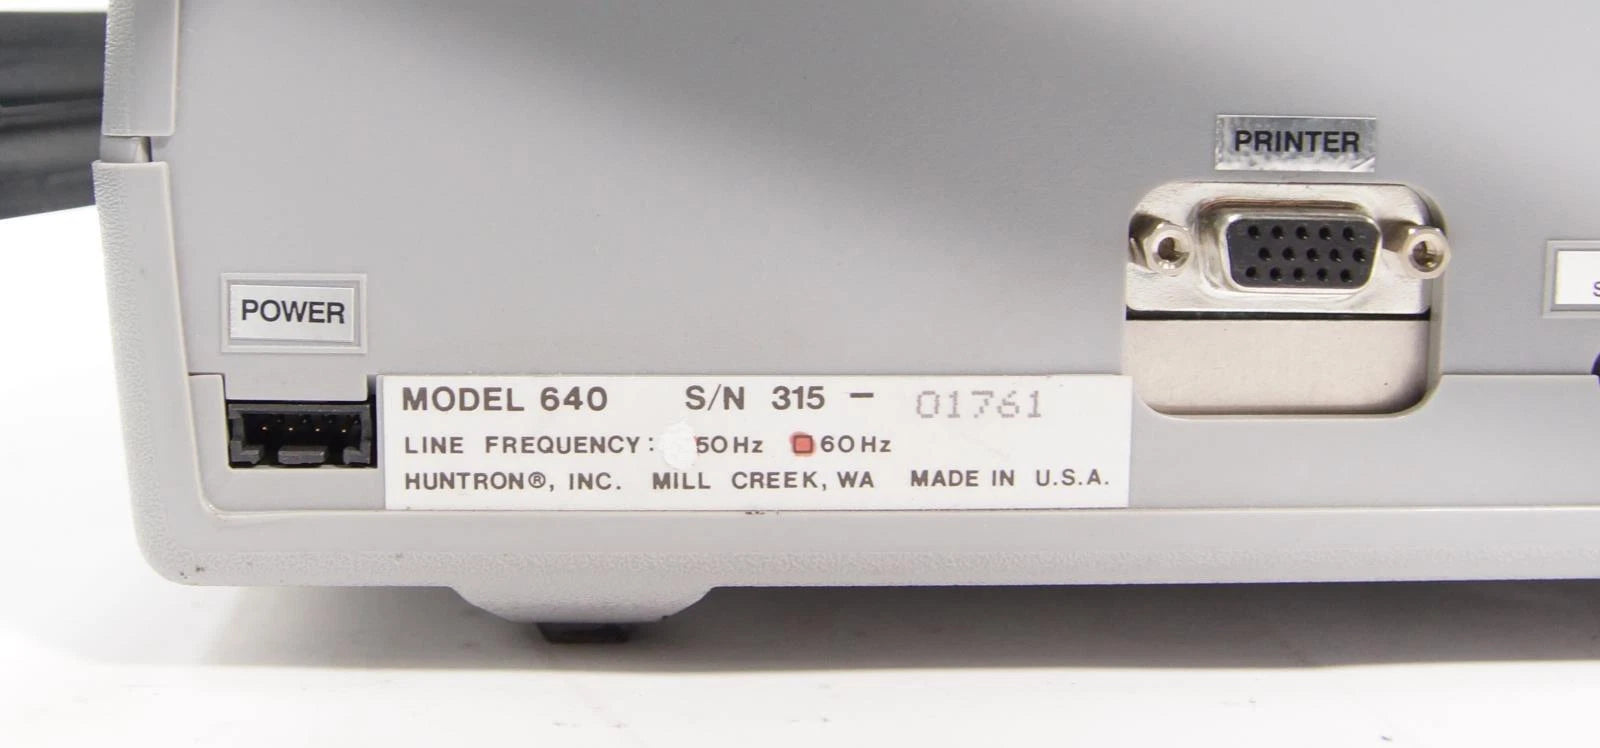 PRINTER
POWER
MODEL 640 S/N 315 - 01761
LINE FREQUENCY: 50Hz 60Hz
HUNTRON®, INC. MILL CREEK, WA MADE IN U.S.A.